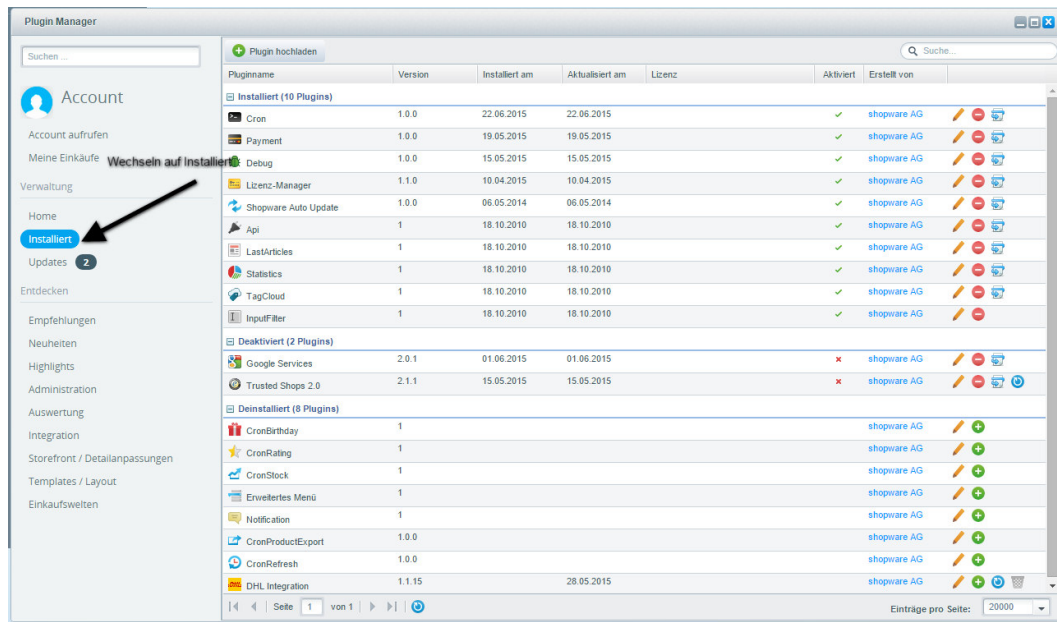 Plugin Manager
Suchen ...
Account
Account aufrufen
Meine Einkäufe
Wechseln auf Installiert
Verwaltung
Home
Installiert
Updates 2
Entdecken
Empfehlungen
Neuheiten
Highlights
Administration
Auswertung
Integration
Storefront / Detailanpassungen
Templates / Layout
Einkaufswelten
Plugin hochladen
Suche...
Pluginname Version Installiert am Aktualisiert am Lizenz Aktiviert Erstellt von
Installiert (10 Plugins)
Cron 1.0.0 22.06.2015 22.06.2015 shopware AG
Payment 1.0.0 19.05.2015 19.05.2015 shopware AG
Debug 1.0.0 15.05.2015 15.05.2015 shopware AG
Lizenz-Manager 1.1.0 10.04.2015 10.04.2015 shopware AG
Shopware Auto Update 1.0.0 06.05.2014 06.05.2014 shopware AG
Api 1 18.10.2010 18.10.2010 shopware AG
LastArticles 1 18.10.2010 18.10.2010 shopware AG
Statistics 1 18.10.2010 18.10.2010 shopware AG
TagCloud 1 18.10.2010 18.10.2010 shopware AG
InputFilter 1 18.10.2010 18.10.2010 shopware AG
Deaktiviert (2 Plugins)
Google Services 2.0.1 01.06.2015 01.06.2015 shopware AG
Trusted Shops 2.0 2.1.1 15.05.2015 15.05.2015 shopware AG
Deinstalliert (8 Plugins)
CronBirthday 1 shopware AG
CronRating 1 shopware AG
CronStock 1 shopware AG
Erweitertes Menü 1 shopware AG
Notification 1 shopware AG
CronProductExport 1.0.0 shopware AG
CronRefresh 1.0.0 shopware AG
DHL Integration 1.1.15 28.05.2015 shopware AG
Seite 1 von 1
Einträge pro Seite: 20000